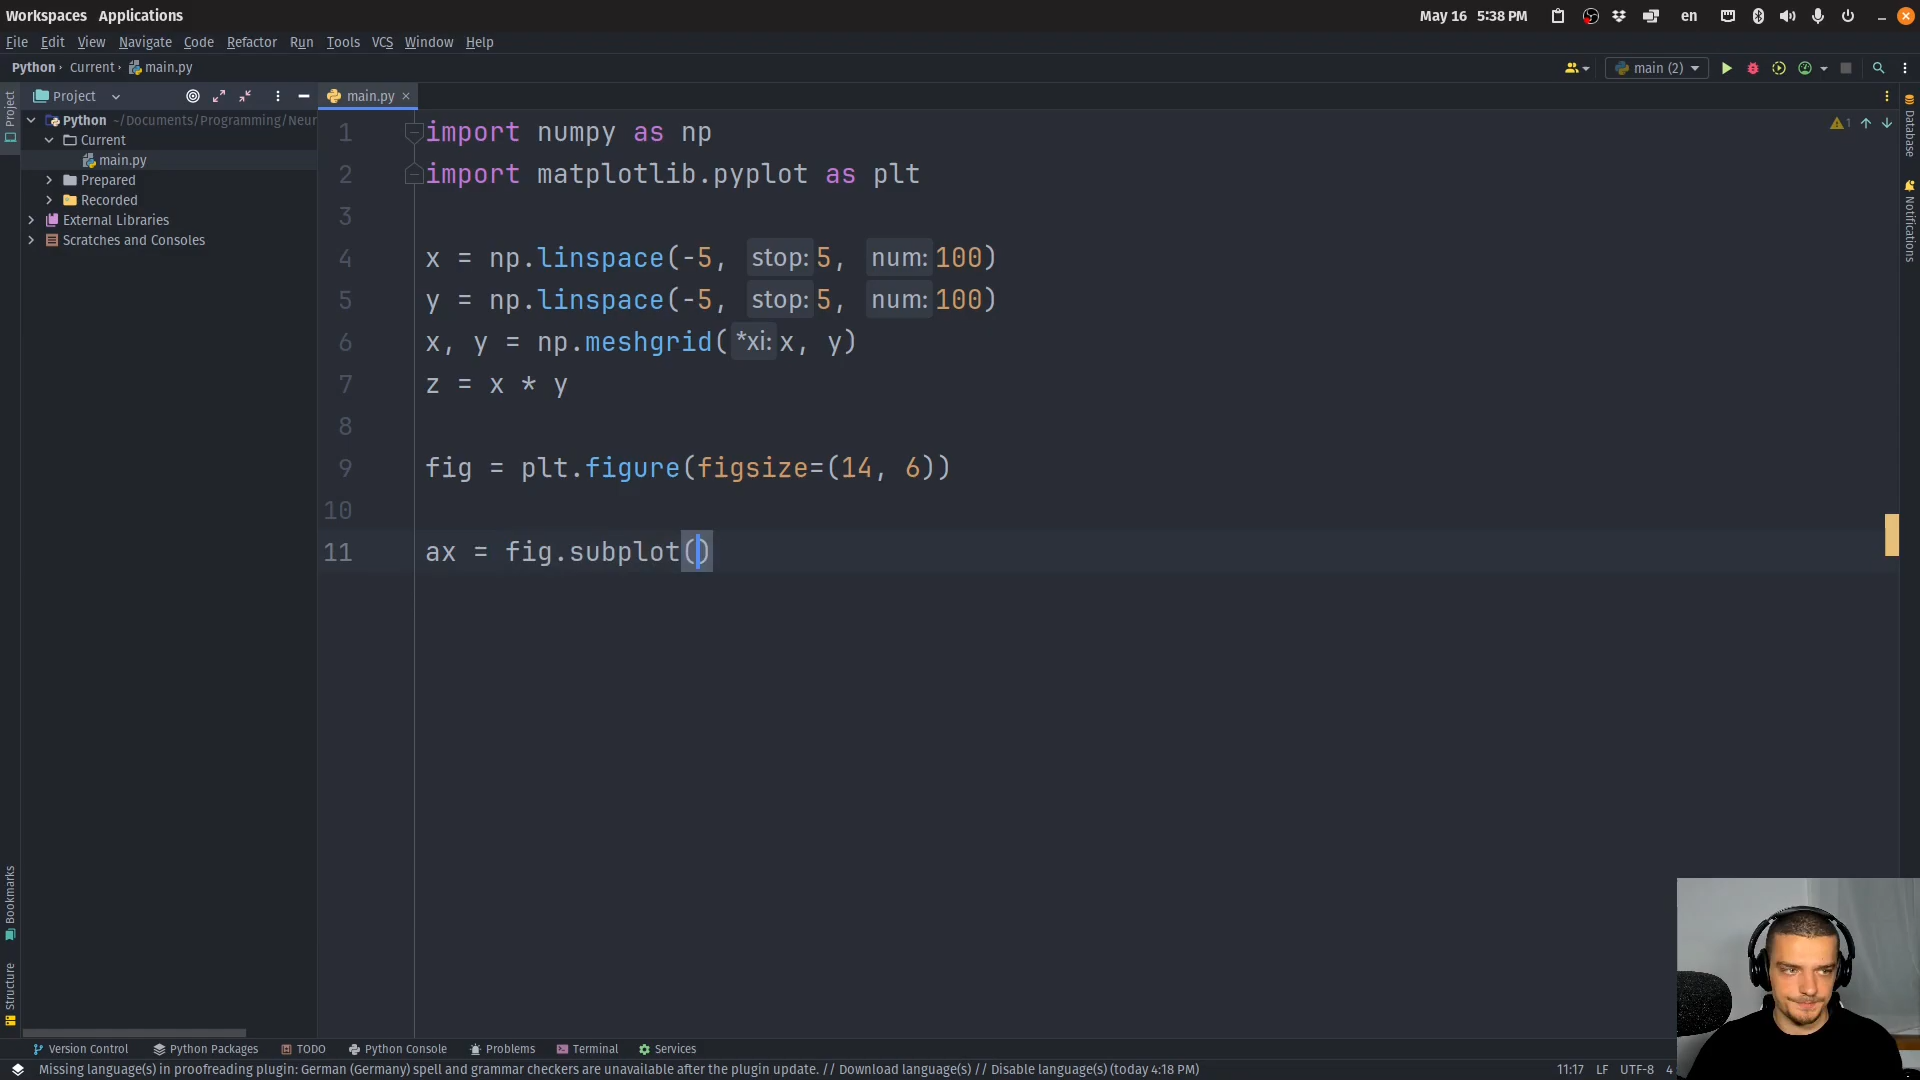 Workspaces Applications May 16 5:38 PM en
File Edit View Navigate Code Refactor Run Tools VCS Window Help
Python Current main.py main (2)
Project main.py
Project
Python ~/Documents/Programming/Neur
Current
main.py
Prepared
Recorded
External Libraries
Scratches and Consoles
1 import numpy as np
2 import matplotlib.pyplot as plt
3
4 x = np.linspace(-5, stop: 5, num: 100)
5 y = np.linspace(-5, stop: 5, num: 100)
6 x, y = np.meshgrid( *xi: x, y)
7 z = x * y
8
9 fig = plt.figure(figsize=(14, 6))
10
11 ax = fig.subplot()
1
Database
Notifications
Bookmarks
Structure
Version Control Python Packages TODO Python Console Problems Terminal Services
Missing language(s) in proofreading plugin: German (Germany) spell and grammar checkers are unavailable after the plugin update. // Download language(s) // Disable language(s) (today 4:18 PM) 11:17 LF UTF-8 4